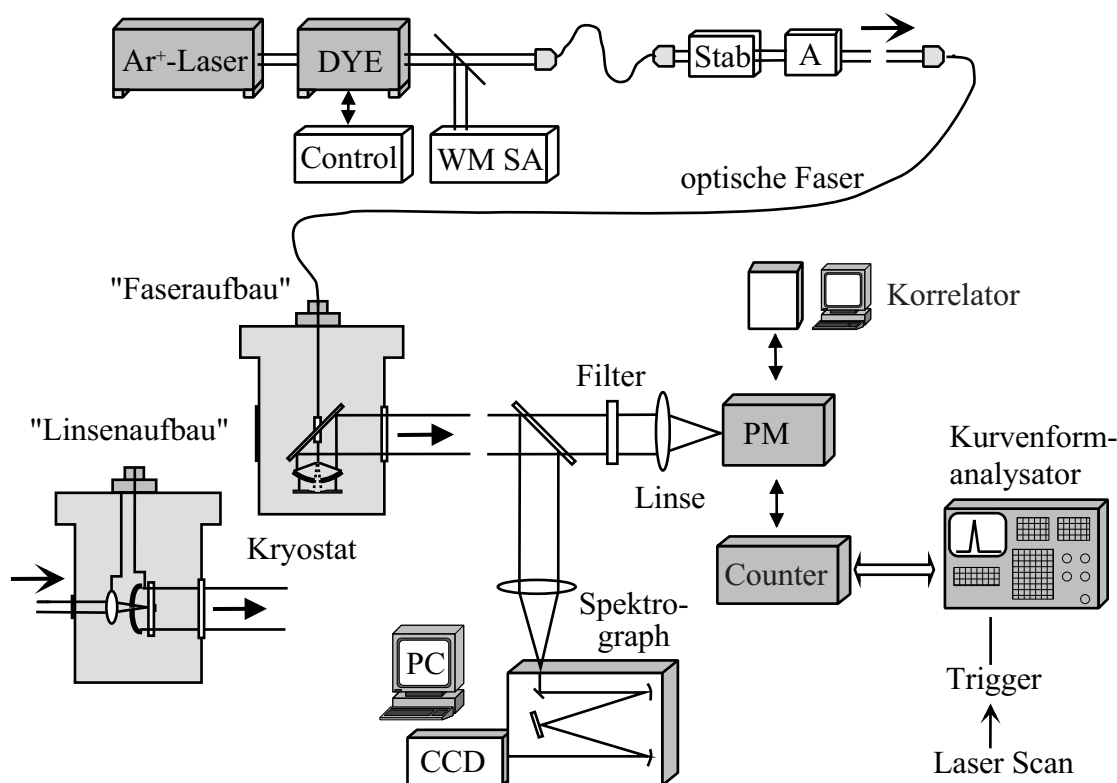 Ar⁺-Laser
DYE
Stab
A
Control
WM SA
optische Faser
"Faseraufbau"
Korrelator
Filter
"Linsenaufbau"
PM
Kurvenform-
analysator
Linse
Kryostat
Counter
Spektro-
graph
PC
Trigger
CCD
Laser Scan